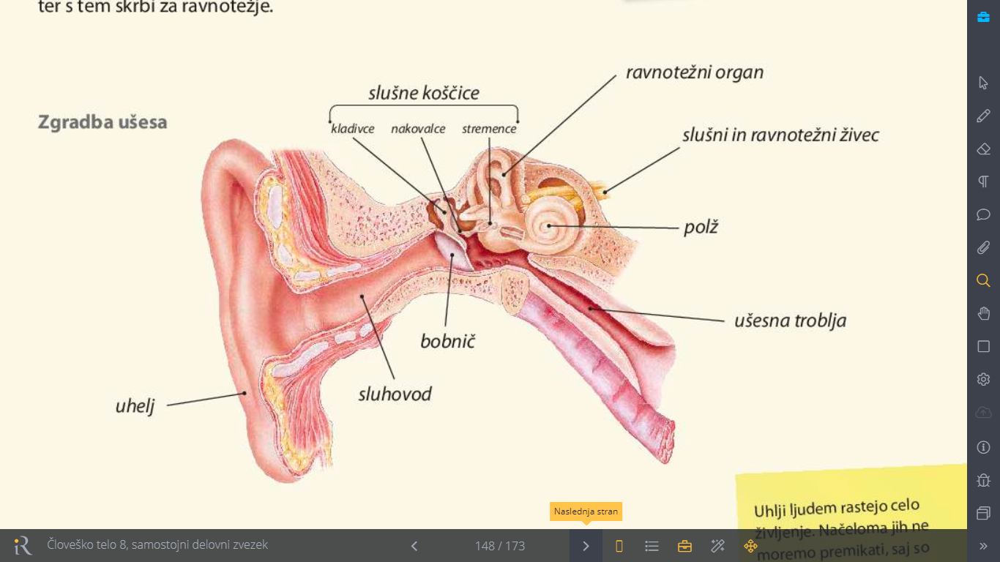 ter s tem skrbi za ravnotežje.
ravnotežni organ
slušne koščice
Zgradba ušesa
kladivce nakovalce stremence
slušni in ravnotežni živec
polž
ušesna troblja
bobnič
sluhovod
uhelj
Uhlji ljudem rastejo celo
življenje. Načeloma jih ne
moremo premikati, saj so
Naslednja stran
iR Človeško telo 8, samostojni delovni zvezek
148 / 173